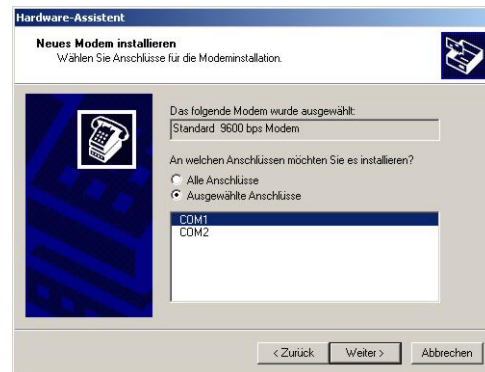 Hardware-Assistent
Neues Modem installieren
Wählen Sie Anschlüsse für die Modeminstallation.
Das folgende Modem wurde ausgewählt:
Standard 9600 bps Modem
An welchen Anschlüssen möchten Sie es installieren?
Alle Anschlüsse
Ausgewählte Anschlüsse
COM1
COM2
< Zurück Weiter > Abbrechen